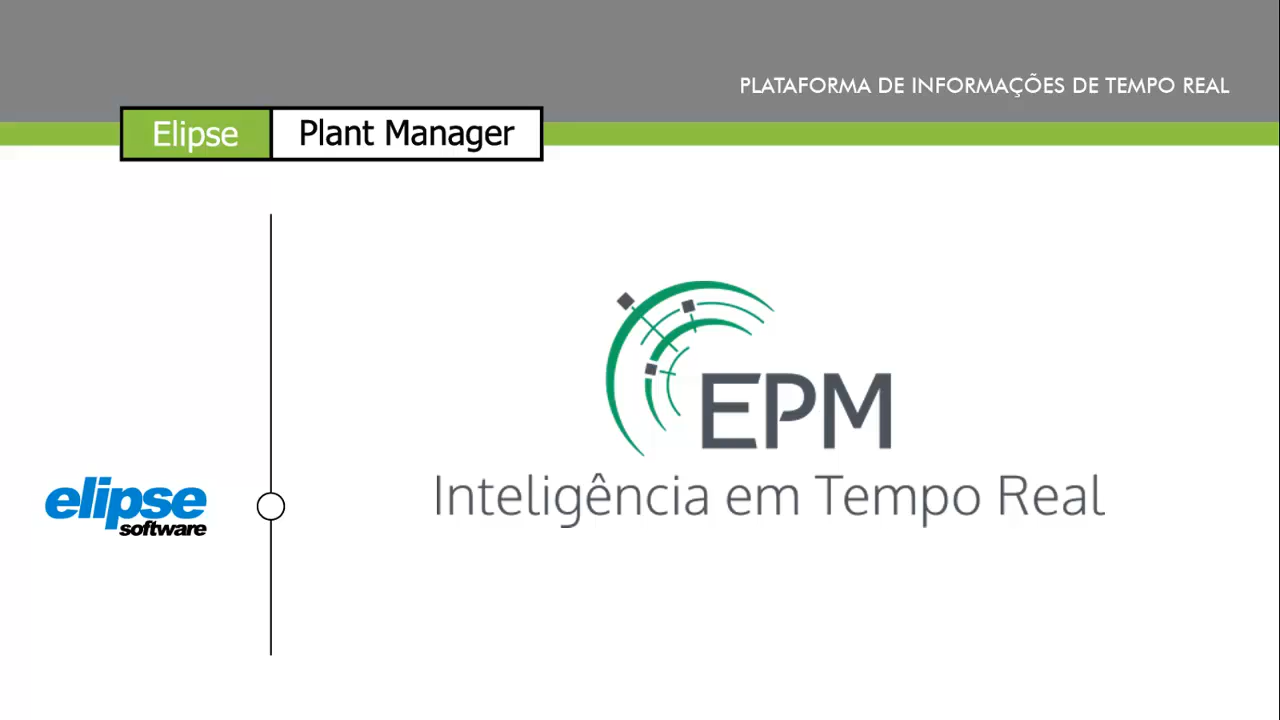 PLATAFORMA DE INFORMAÇÕES DE TEMPO REAL
Elipse Plant Manager
EPM
Inteligência em Tempo Real
elipse
software